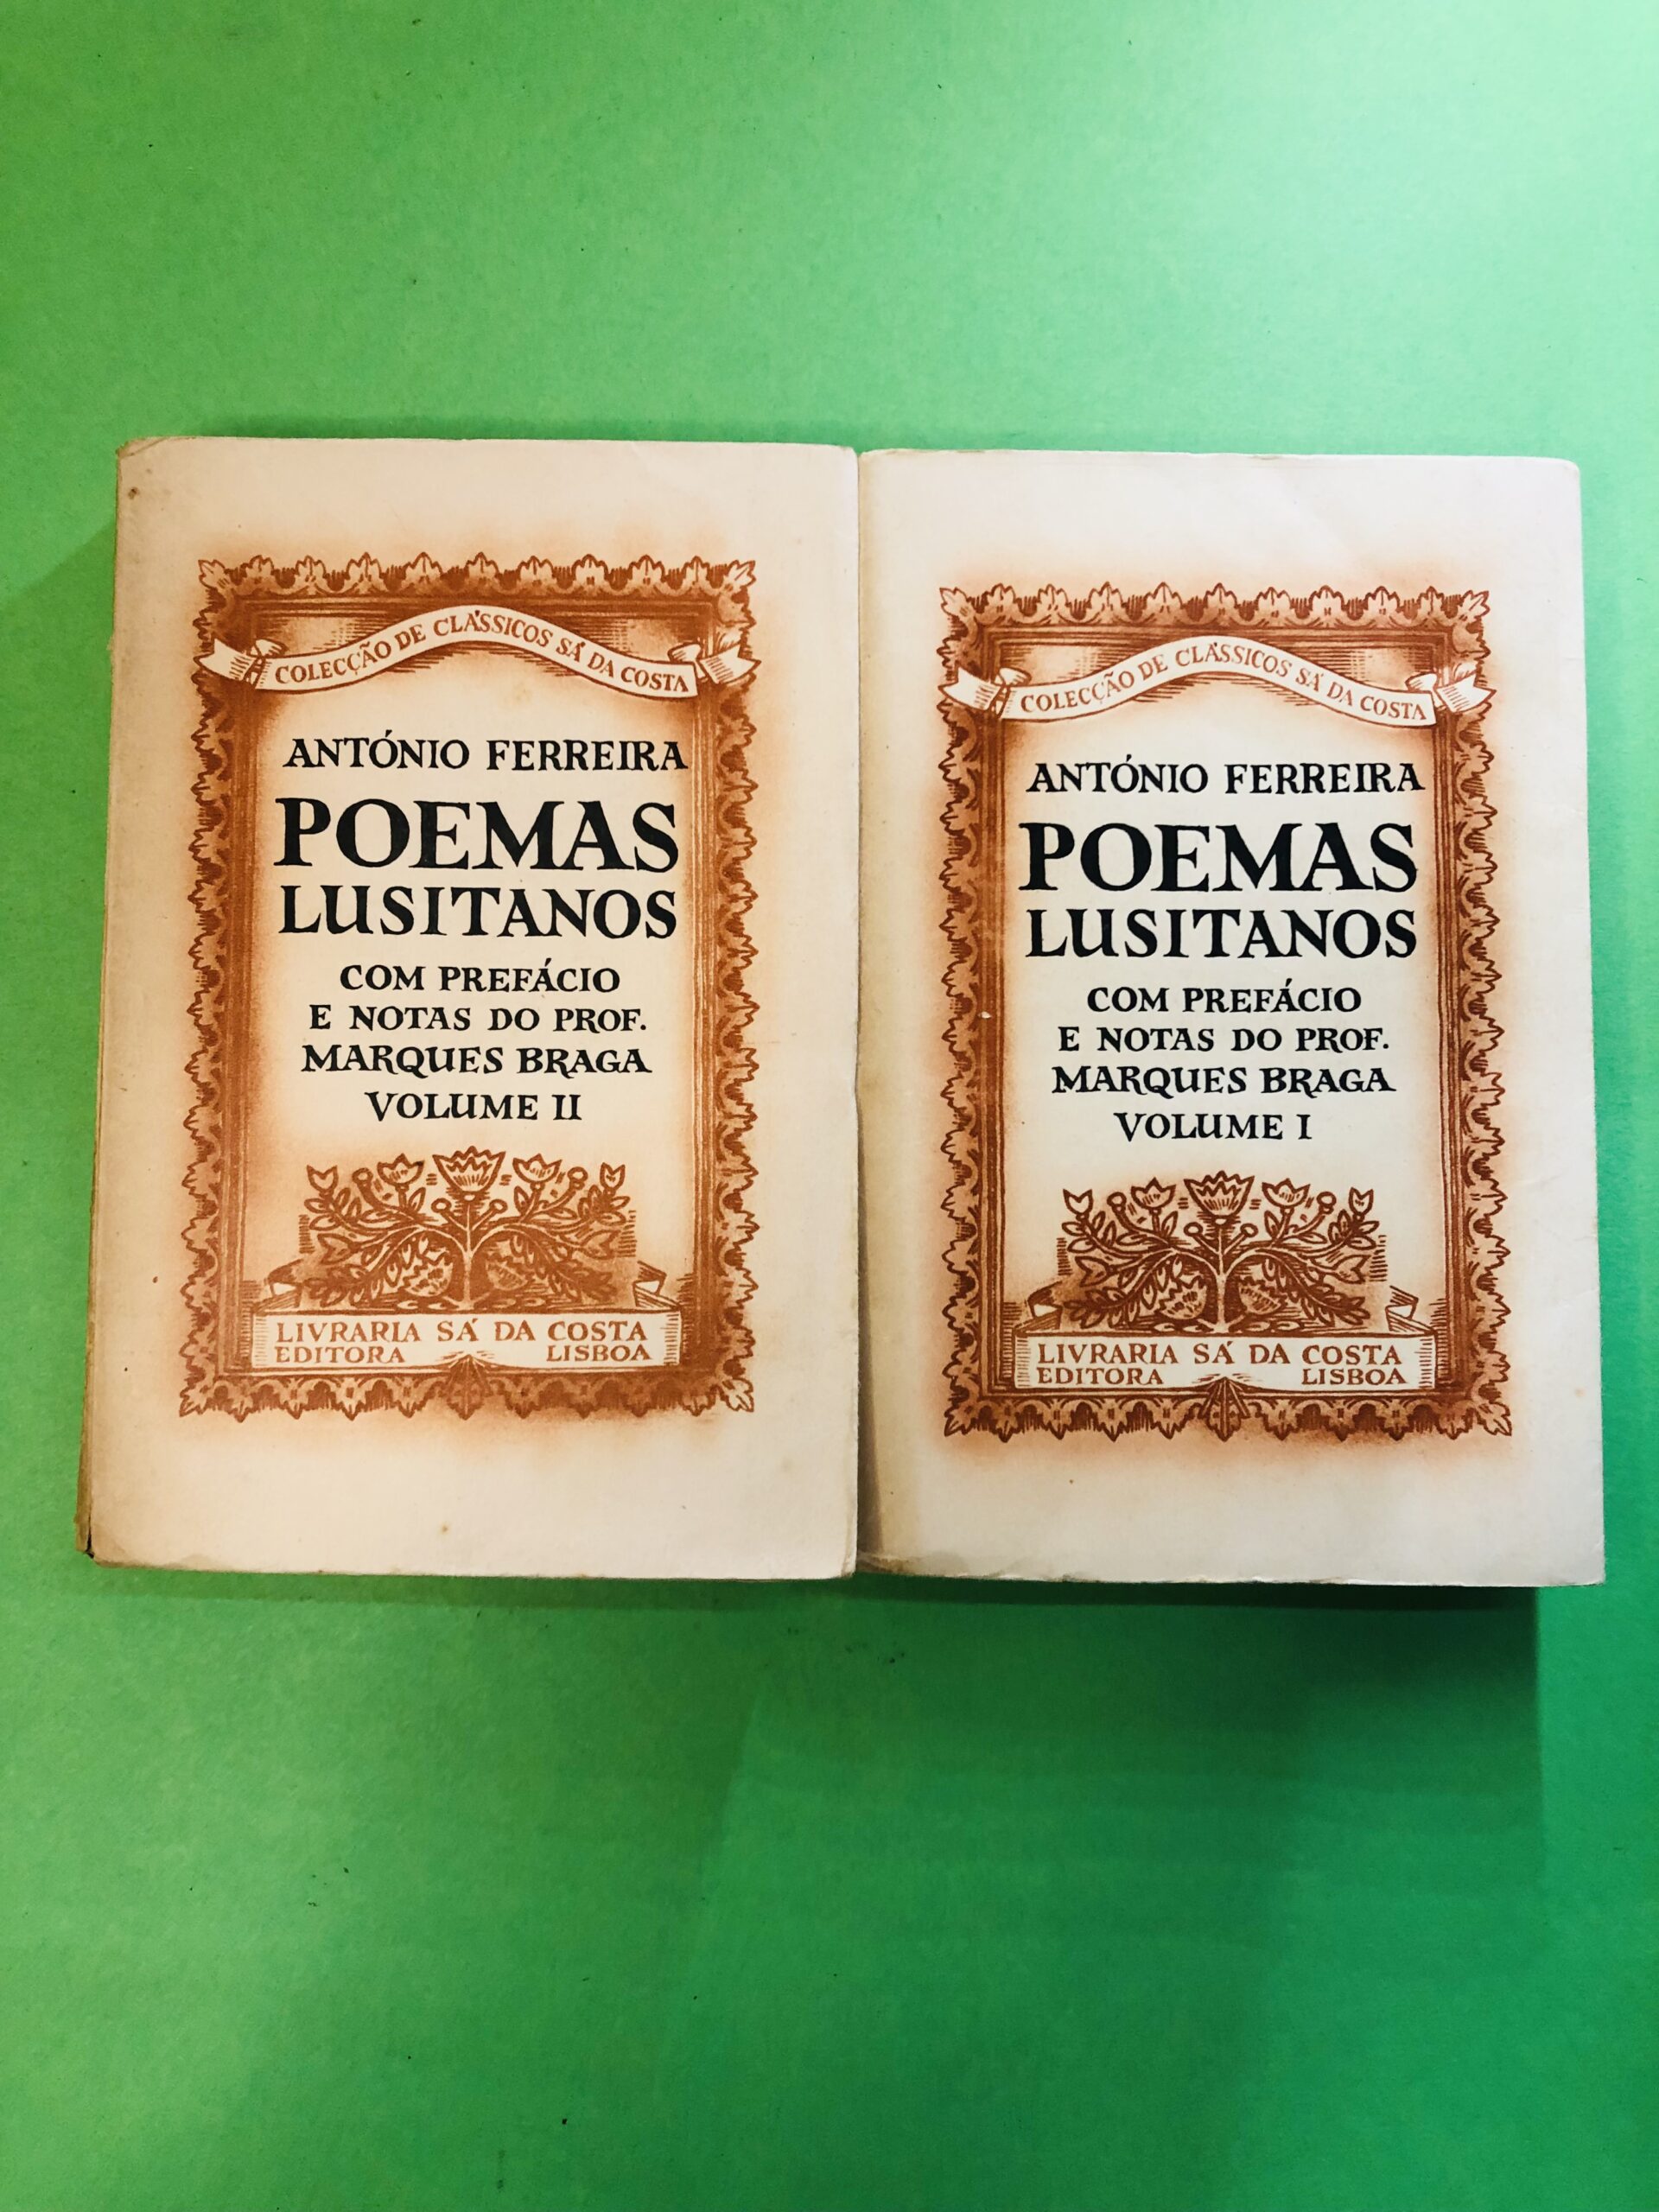 COLECÇÃO DE CLÁSSICOS SÁ DA COSTA
ANTÓNIO FERREIRA
POEMAS
LUSITANOS
COM PREFÁCIO
E NOTAS DO PROF.
MARQUES BRAGA
VOLUME II
LIVRARIA SÁ DA COSTA
EDITORA LISBOA
COLECÇÃO DE CLÁSSICOS SÁ DA COSTA
ANTÓNIO FERREIRA
POEMAS
LUSITANOS
COM PREFÁCIO
E NOTAS DO PROF.
MARQUES BRAGA
VOLUME I
LIVRARIA SÁ DA COSTA
EDITORA LISBOA